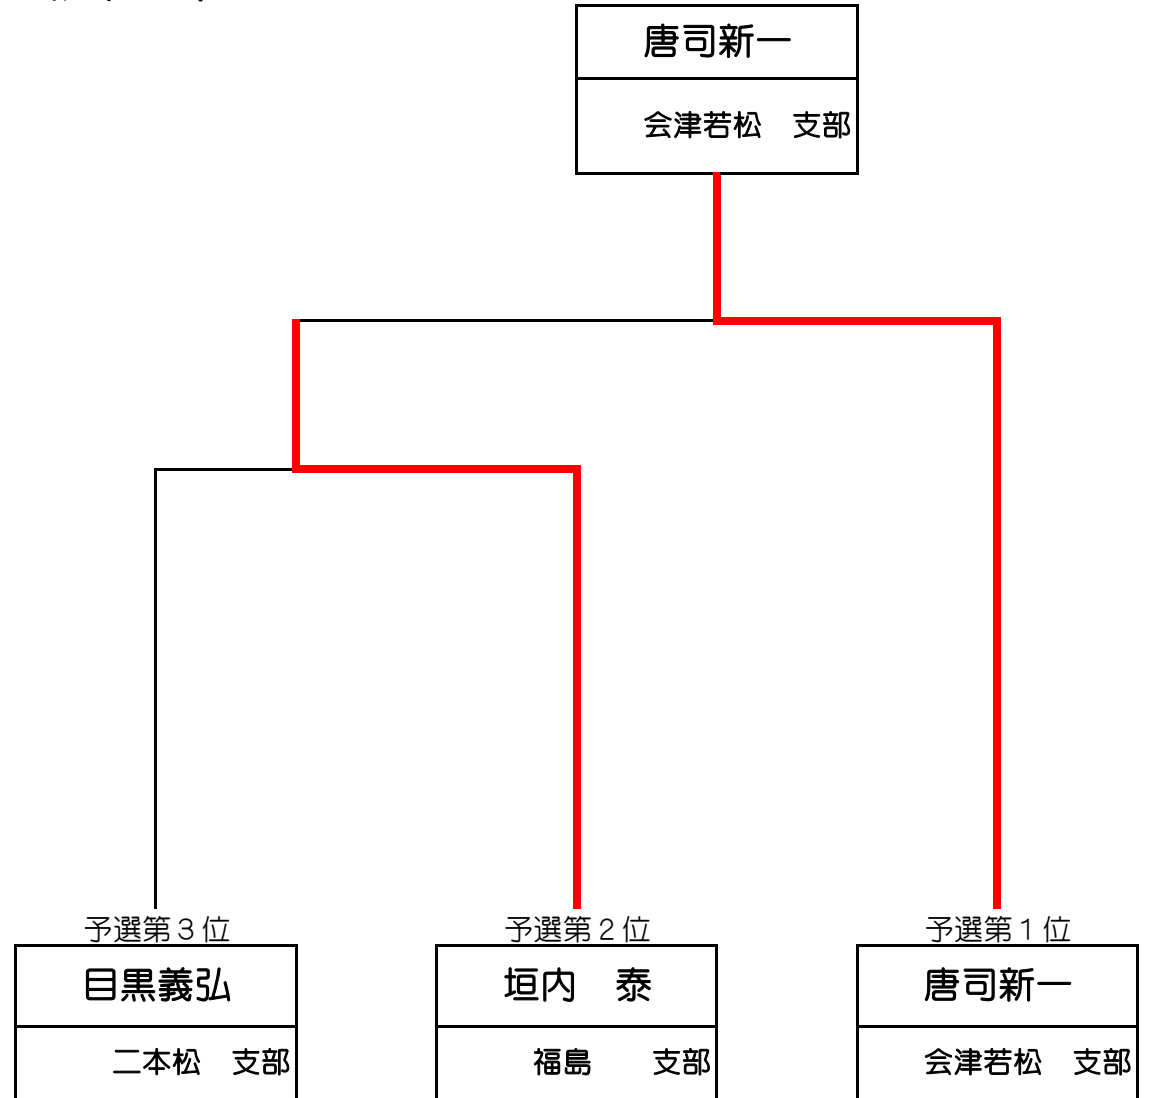 唐司新一
会津若松　支部
予選第３位
予選第２位
予選第１位
目黒義弘
垣内　泰
唐司新一
二本松　支部
福島　　支部
会津若松　支部